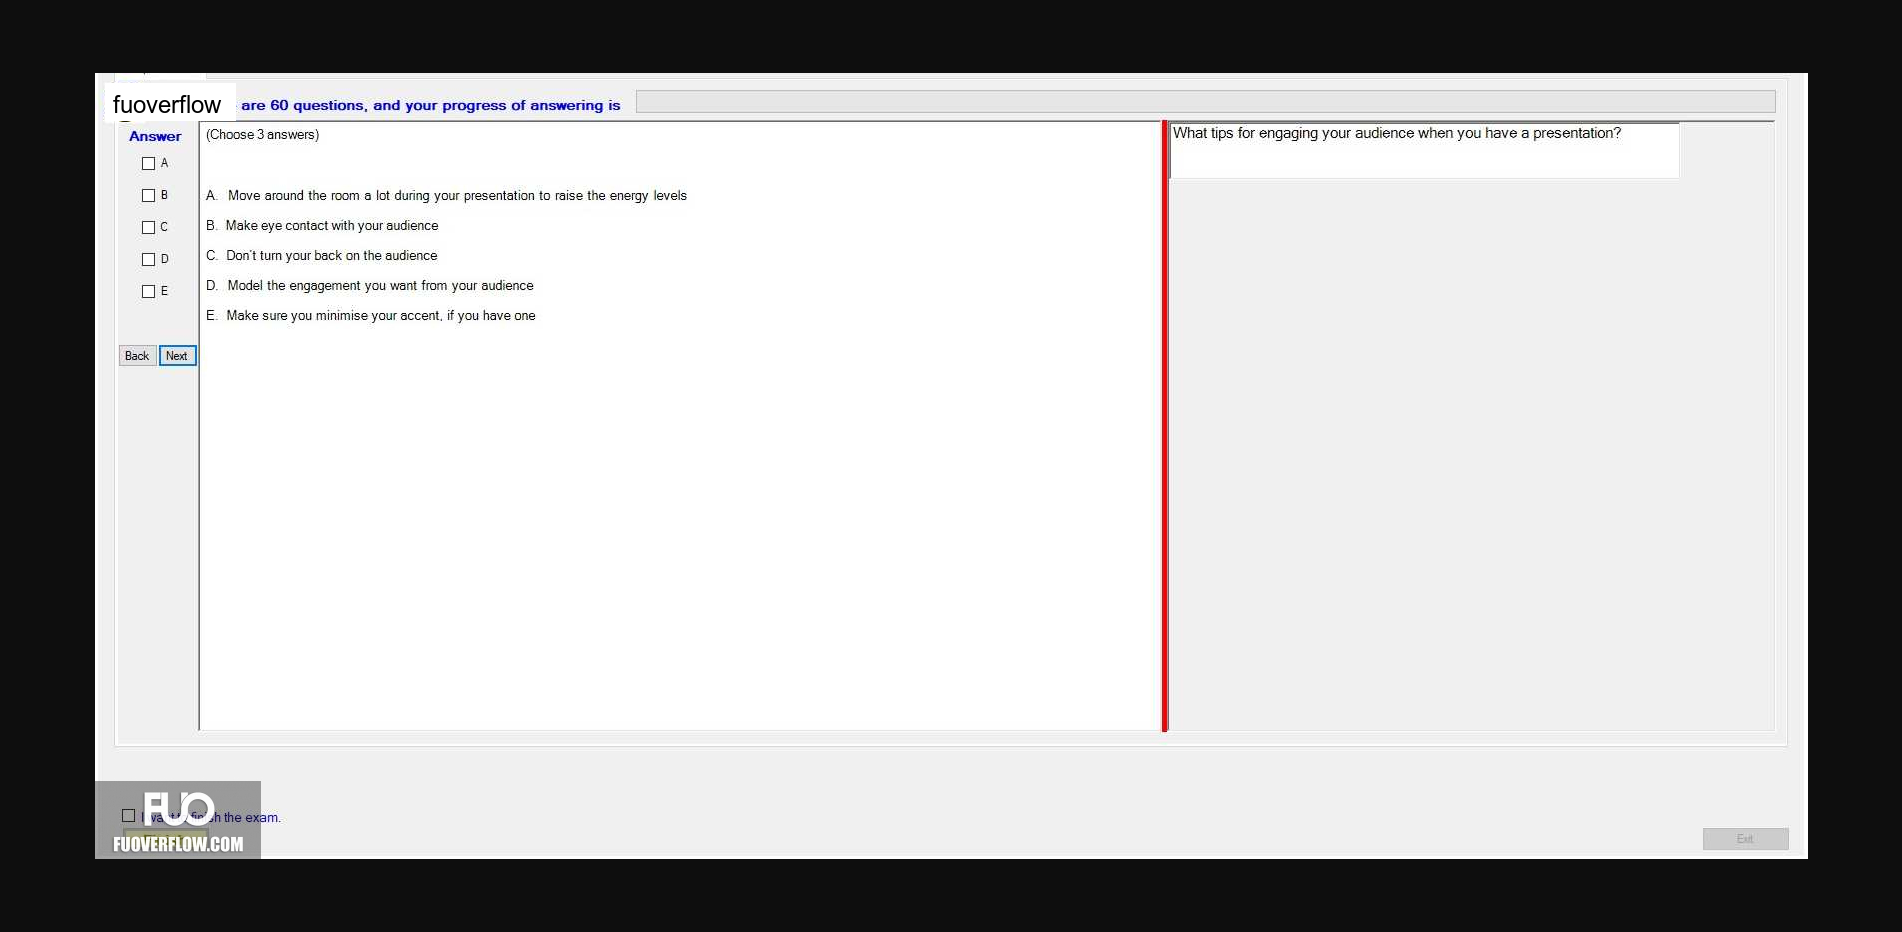 fuoverflow are 60 questions, and your progress of answering is
Answer
(Choose 3 answers)
What tips for engaging your audience when you have a presentation?
A
B
C
D
E
A. Move around the room a lot during your presentation to raise the energy levels
B. Make eye contact with your audience
C. Don't turn your back on the audience
D. Model the engagement you want from your audience
E. Make sure you minimise your accent, if you have one
Back Next
FUO
the exam.
FUOVERFLOW.COM
Exit